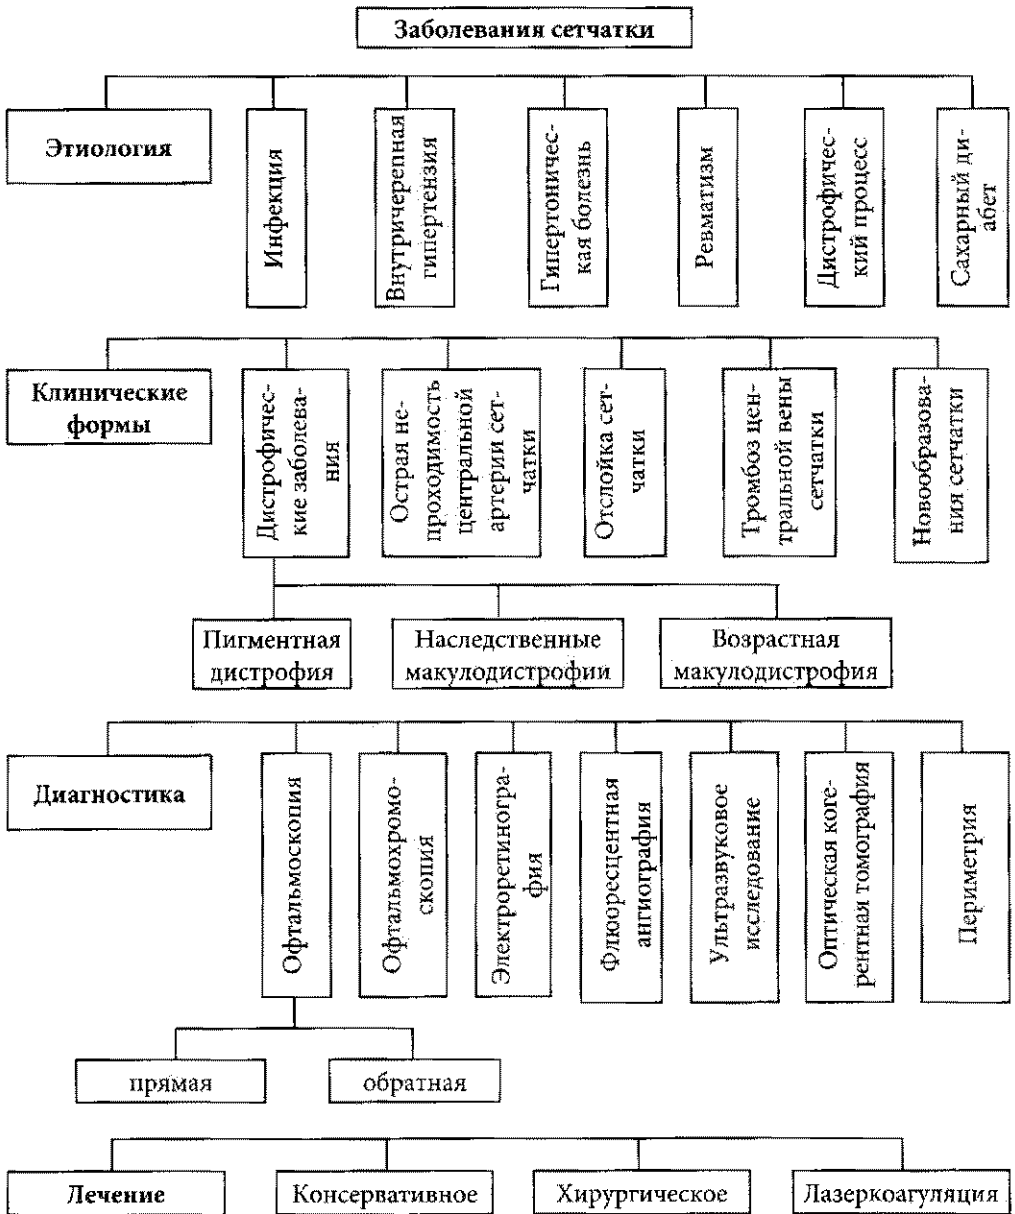 Заболевания сетчатки
Этиология
Инфекция
Внутричерепная
гипертензия
Гипертоничес-
кая болезнь
Ревматизм
Дистрофичес-
кий процесс
Сахарный ди-
абет
Клинические
формы
Дистрофичес-
кие заболева-
ния
Острая не-
проходимость
центральной
артерии сет-
чатки
Отслойка сет-
чатки
Тромбоз цен-
тральной вены
сетчатки
Новообразова-
ния сетчатки
Пигментная
дистрофия
Наследственные
макулодистрофии
Возрастная
макулодистрофия
Диагностика
Офтальмоскопия
Офтальмохромо-
скопия
Электроретиногра-
фия
Флюоресцентная
ангиография
Ультразвуковое
исследование
Оптическая коге-
рентная томография
Периметрия
прямая
обратная
Лечение
Консервативное
Хирургическое
Лазеркоагуляция